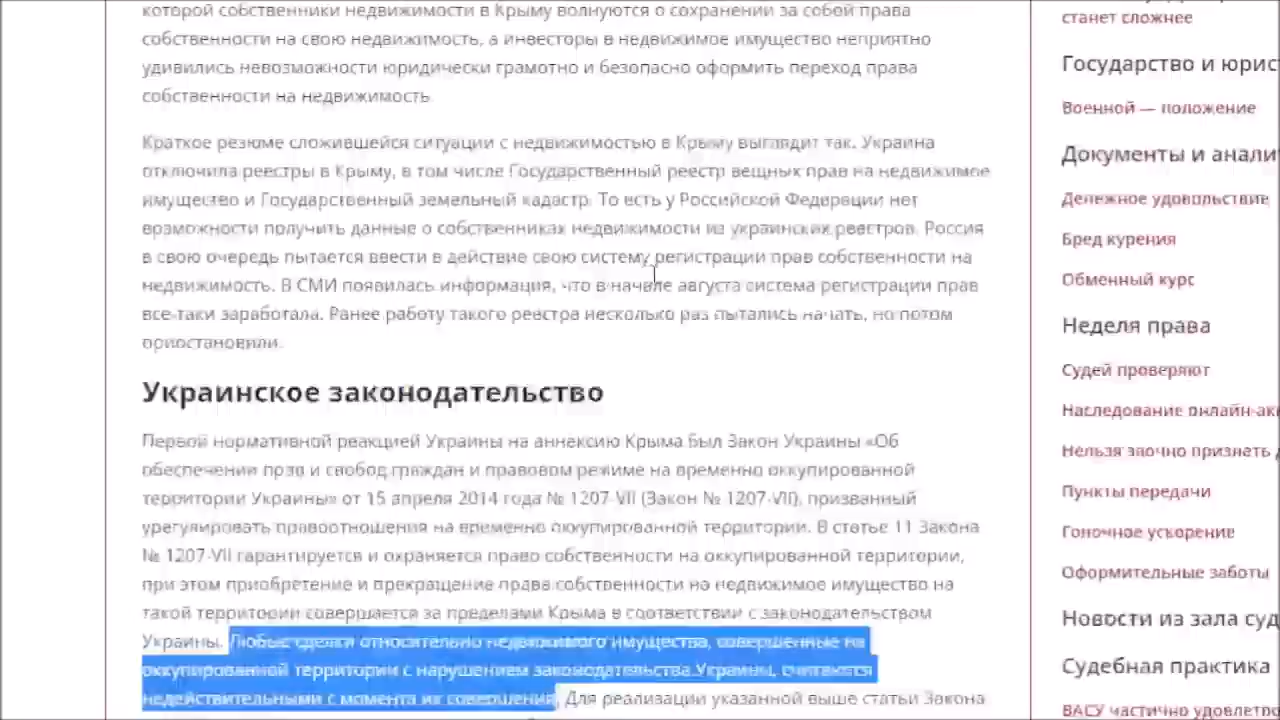 которой собственники недвижимости в Крыму волнуются о сохранении за собой права
собственности на свою недвижимость, а инвесторы в недвижимое имущество неприятно
удивились невозможности юридически грамотно и безопасно оформить переход права
собственности на недвижимость.
Краткое резюме сложившейся ситуации с недвижимостью в Крыму выглядит так. Украина
отключила реестры в Крыму, в том числе Государственный реестр вещных прав на недвижимое
имущество и Государственный земельный кадастр. То есть у Российской Федерации нет
возможности получить данные о собственниках недвижимости из украинских реестров. Россия
в свою очередь пытается ввести в действие свою систему регистрации прав собственности на
недвижимость. В СМИ появилась информация, что в начале августа система регистрации прав
все-таки заработала. Ранее работу такого реестра несколько раз пытались начать, но потом
приостановили.
Украинское законодательство
Первой нормативной реакцией Украины на аннексию Крыма был Закон Украины «Об
обеспечении прав и свобод граждан и правовом режиме на временно оккупированной
территории Украины» от 15 апреля 2014 года № 1207-VII (Закон № 1207-VII), призванный
урегулировать правоотношения на временно оккупированной территории. В статье 11 Закона
№ 1207-VII гарантируется и охраняется право собственности на оккупированной территории,
при этом приобретение и прекращение права собственности на недвижимое имущество на
такой территории совершается за пределами Крыма в соответствии с законодательством
Украины. Любые сделки относительно недвижимого имущества, совершенные на
оккупированной территории с нарушением законодательства Украины, считаются
недействительными с момента их совершения. Для реализации указанной выше статьи Закона
станет сложнее
Государство и юрис
Военной — положение
Документы и анали
Денежное удовольствие
Бред курения
Обменный курс
Неделя права
Судей проверяют
Наследование онлайн-ак
Нельзя заочно признать
Пункты передачи
Гоночное ускорение
Оформительные заботы
Новости из зала суд
Судебная практика
ВАСУ частично удовлетво